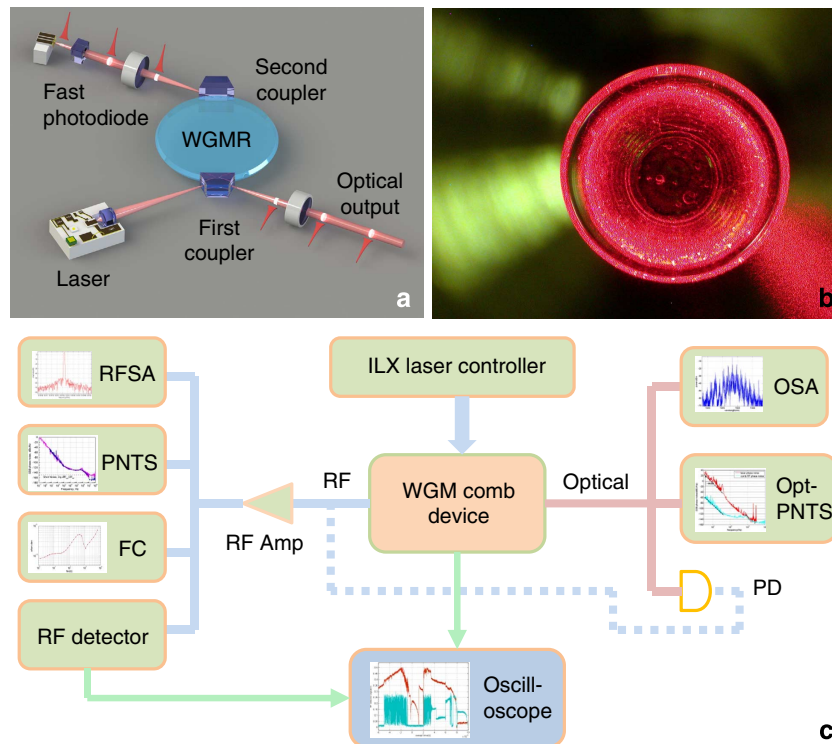 Fast
photodiode
Second
coupler
WGMR
Optical
output
First
coupler
Laser
a
b
RFSA
PNTS
FC
RF detector
ILX laser controller
RF
RF Amp
WGM comb
device
Optical
OSA
Opt-
PNTS
PD
Oscill-
oscope
c